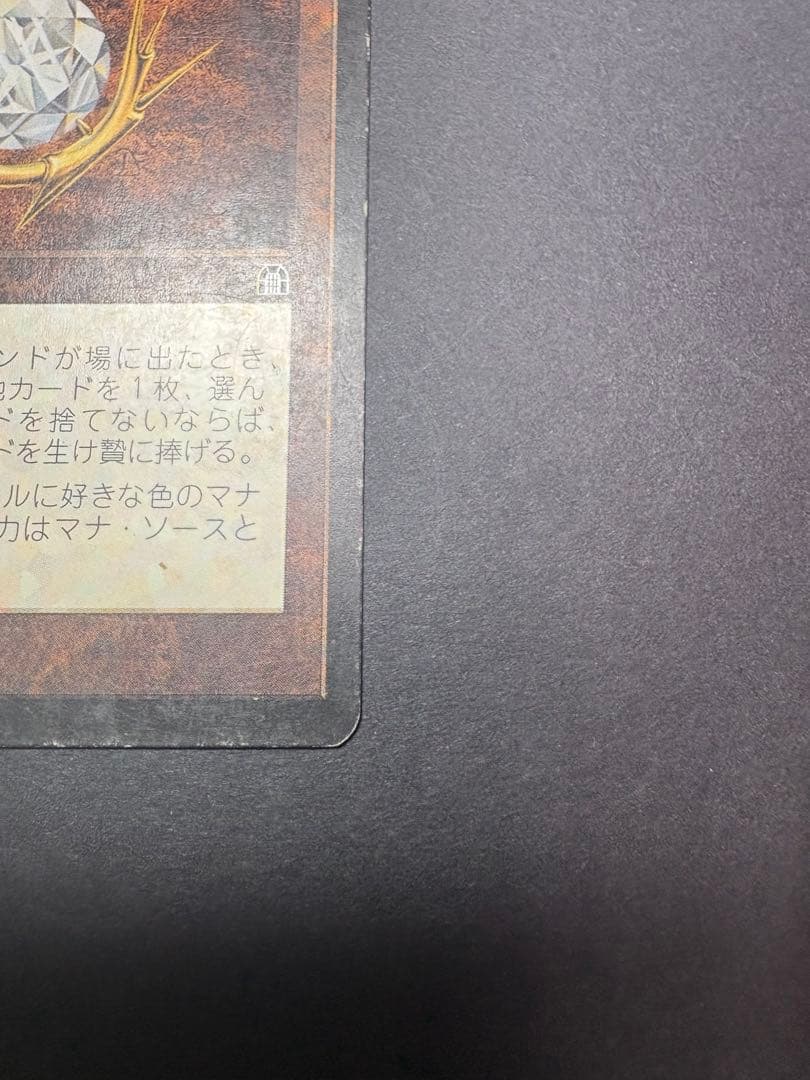 ンドが場に出たとき、
カードを１枚、選ん
ドを捨てないならば、
ドを生け贄に捧げる。
ルに好きな色のマナ
力はマナ・ソースと